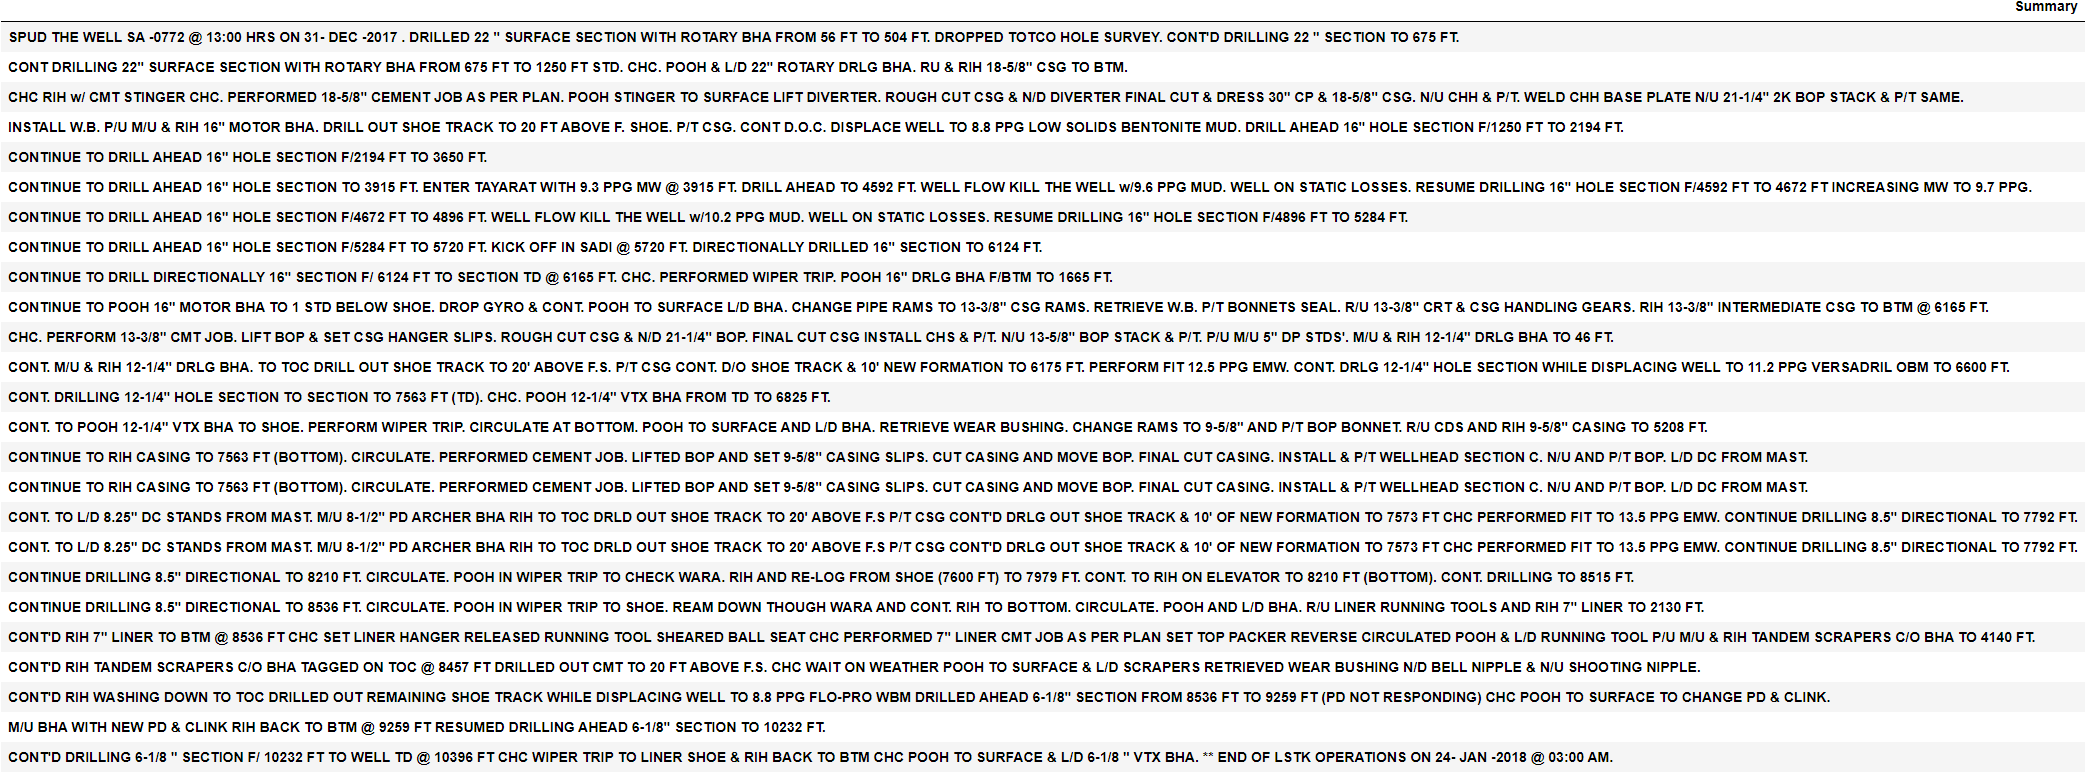 Summary
SPUD THE WELL SA -0772 @ 13:00 HRS ON 31- DEC -2017 . DRILLED 22 " SURFACE SECTION WITH ROTARY BHA FROM 56 FT TO 504 FT. DROPPED TOTCO HOLE SURVEY. CONT'D DRILLING 22 " SECTION TO 675 FT.
CONT DRILLING 22" SURFACE SECTION WITH ROTARY BHA FROM 675 FT TO 1250 FT STD. CHC. POOH & L/D 22" ROTARY DRLG BHA. RU & RIH 18-5/8" CSG TO BTM.
CHC RIH w/ CMT STINGER CHC. PERFORMED 18-5/8" CEMENT JOB AS PER PLAN. POOH STINGER TO SURFACE LIFT DIVERTER. ROUGH CUT CSG & N/D DIVERTER FINAL CUT & DRESS 30" CP & 18-5/8" CSG. N/U CHH & P/T. WELD CHH BASE PLATE N/U 21-1/4" 2K BOP STACK & P/T SAME.
INSTALL W.B. P/U M/U & RIH 16" MOTOR BHA. DRILL OUT SHOE TRACK TO 20 FT ABOVE F. SHOE. P/T CSG. CONT D.O.C. DISPLACE WELL TO 8.8 PPG LOW SOLIDS BENTONITE MUD. DRILL AHEAD 16" HOLE SECTION F/1250 FT TO 2194 FT.
CONTINUE TO DRILL AHEAD 16" HOLE SECTION F/2194 FT TO 3650 FT.
CONTINUE TO DRILL AHEAD 16" HOLE SECTION TO 3915 FT. ENTER TAYARAT WITH 9.3 PPG MW @ 3915 FT. DRILL AHEAD TO 4592 FT. WELL FLOW KILL THE WELL w/9.6 PPG MUD. WELL ON STATIC LOSSES. RESUME DRILLING 16" HOLE SECTION F/4592 FT TO 4672 FT INCREASING MW TO 9.7 PPG.
CONTINUE TO DRILL AHEAD 16" HOLE SECTION F/4672 FT TO 4896 FT. WELL FLOW KILL THE WELL w/10.2 PPG MUD. WELL ON STATIC LOSSES. RESUME DRILLING 16" HOLE SECTION F/4896 FT TO 5284 FT.
CONTINUE TO DRILL AHEAD 16" HOLE SECTION F/5284 FT TO 5720 FT. KICK OFF IN SADI @ 5720 FT. DIRECTIONALLY DRILLED 16" SECTION TO 6124 FT.
CONTINUE TO DRILL DIRECTIONALLY 16" SECTION F/ 6124 FT TO SECTION TD @ 6165 FT. CHC. PERFORMED WIPER TRIP. POOH 16" DRLG BHA F/BTM TO 1665 FT.
CONTINUE TO POOH 16" MOTOR BHA TO 1 STD BELOW SHOE. DROP GYRO & CONT. POOH TO SURFACE L/D BHA. CHANGE PIPE RAMS TO 13-3/8" CSG RAMS. RETRIEVE W.B. P/T BONNETS SEAL. R/U 13-3/8" CRT & CSG HANDLING GEARS. RIH 13-3/8" INTERMEDIATE CSG TO BTM @ 6165 FT.
CHC. PERFORM 13-3/8" CMT JOB. LIFT BOP & SET CSG HANGER SLIPS. ROUGH CUT CSG & N/D 21-1/4" BOP. FINAL CUT CSG INSTALL CHS & P/T. N/U 13-5/8" BOP STACK & P/T. P/U M/U 5" DP STDS'. M/U & RIH 12-1/4" DRLG BHA TO 46 FT.
CONT. M/U & RIH 12-1/4" DRLG BHA. TO TOC DRILL OUT SHOE TRACK TO 20' ABOVE F.S. P/T CSG CONT. D/O SHOE TRACK & 10' NEW FORMATION TO 6175 FT. PERFORM FIT 12.5 PPG EMW. CONT. DRLG 12-1/4" HOLE SECTION WHILE DISPLACING WELL TO 11.2 PPG VERSADRIL OBM TO 6600 FT.
CONT. DRILLING 12-1/4" HOLE SECTION TO SECTION TO 7563 FT (TD). CHC. POOH 12-1/4" VTX BHA FROM TD TO 6825 FT.
CONT. TO POOH 12-1/4" VTX BHA TO SHOE. PERFORM WIPER TRIP. CIRCULATE AT BOTTOM. POOH TO SURFACE AND L/D BHA. RETRIEVE WEAR BUSHING. CHANGE RAMS TO 9-5/8" AND P/T BOP BONNET. R/U CDS AND RIH 9-5/8" CASING TO 5208 FT.
CONTINUE TO RIH CASING TO 7563 FT (BOTTOM). CIRCULATE. PERFORMED CEMENT JOB. LIFTED BOP AND SET 9-5/8" CASING SLIPS. CUT CASING AND MOVE BOP. FINAL CUT CASING. INSTALL & P/T WELLHEAD SECTION C. N/U AND P/T BOP. L/D DC FROM MAST.
CONTINUE TO RIH CASING TO 7563 FT (BOTTOM). CIRCULATE. PERFORMED CEMENT JOB. LIFTED BOP AND SET 9-5/8" CASING SLIPS. CUT CASING AND MOVE BOP. FINAL CUT CASING. INSTALL & P/T WELLHEAD SECTION C. N/U AND P/T BOP. L/D DC FROM MAST.
CONT. TO L/D 8.25" DC STANDS FROM MAST. M/U 8-1/2" PD ARCHER BHA RIH TO TOC DRLD OUT SHOE TRACK TO 20' ABOVE F.S P/T CSG CONT'D DRLG OUT SHOE TRACK & 10' OF NEW FORMATION TO 7573 FT CHC PERFORMED FIT TO 13.5 PPG EMW. CONTINUE DRILLING 8.5" DIRECTIONAL TO 7792 FT.
CONT. TO L/D 8.25" DC STANDS FROM MAST. M/U 8-1/2" PD ARCHER BHA RIH TO TOC DRLD OUT SHOE TRACK TO 20' ABOVE F.S P/T CSG CONT'D DRLG OUT SHOE TRACK & 10' OF NEW FORMATION TO 7573 FT CHC PERFORMED FIT TO 13.5 PPG EMW. CONTINUE DRILLING 8.5" DIRECTIONAL TO 7792 FT.
CONTINUE DRILLING 8.5" DIRECTIONAL TO 8210 FT. CIRCULATE. POOH IN WIPER TRIP TO CHECK WARA. RIH AND RE-LOG FROM SHOE (7600 FT) TO 7979 FT. CONT. TO RIH ON ELEVATOR TO 8210 FT (BOTTOM). CONT. DRILLING TO 8515 FT.
CONTINUE DRILLING 8.5" DIRECTIONAL TO 8536 FT. CIRCULATE. POOH IN WIPER TRIP TO SHOE. REAM DOWN THOUGH WARA AND CONT. RIH TO BOTTOM. CIRCULATE. POOH AND L/D BHA. R/U LINER RUNNING TOOLS AND RIH 7" LINER TO 2130 FT.
CONT'D RIH 7" LINER TO BTM @ 8536 FT CHC SET LINER HANGER RELEASED RUNNING TOOL SHEARED BALL SEAT CHC PERFORMED 7" LINER CMT JOB AS PER PLAN SET TOP PACKER REVERSE CIRCULATED POOH & L/D RUNNING TOOL P/U M/U & RIH TANDEM SCRAPERS C/O BHA TO 4140 FT.
CONT'D RIH TANDEM SCRAPERS C/O BHA TAGGED ON TOC @ 8457 FT DRILLED OUT CMT TO 20 FT ABOVE F.S. CHC WAIT ON WEATHER POOH TO SURFACE & L/D SCRAPERS RETRIEVED WEAR BUSHING N/D BELL NIPPLE & N/U SHOOTING NIPPLE.
CONT'D RIH WASHING DOWN TO TOC DRILLED OUT REMAINING SHOE TRACK WHILE DISPLACING WELL TO 8.8 PPG FLO-PRO WBM DRILLED AHEAD 6-1/8" SECTION FROM 8536 FT TO 9259 FT (PD NOT RESPONDING) CHC POOH TO SURFACE TO CHANGE PD & CLINK.
M/U BHA WITH NEW PD & CLINK RIH BACK TO BTM @ 9259 FT RESUMED DRILLING AHEAD 6-1/8" SECTION TO 10232 FT.
CONT'D DRILLING 6-1/8 " SECTION F/ 10232 FT TO WELL TD @ 10396 FT CHC WIPER TRIP TO LINER SHOE & RIH BACK TO BTM CHC POOH TO SURFACE & L/D 6-1/8 " VTX BHA. ** END OF LSTK OPERATIONS ON 24- JAN -2018 @ 03:00 AM.